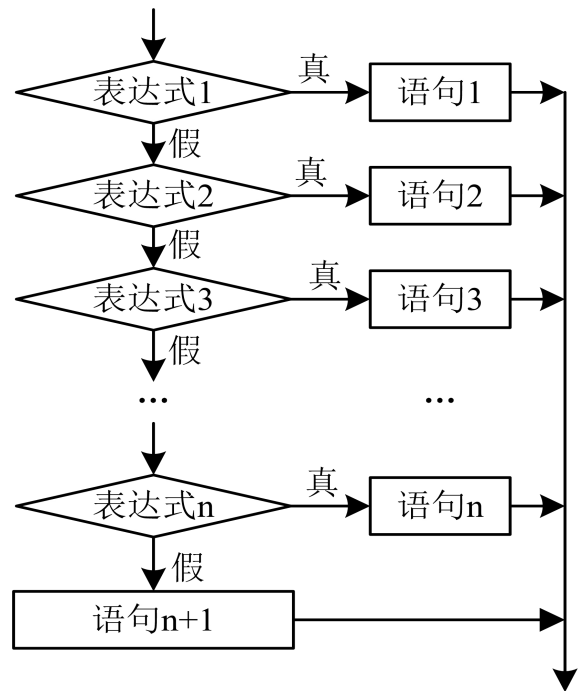 真
表达式1
语句1
假
真
表达式2
语句2
假
真
表达式3
语句3
假
... ...
真
表达式n
语句n
假
语句n+1